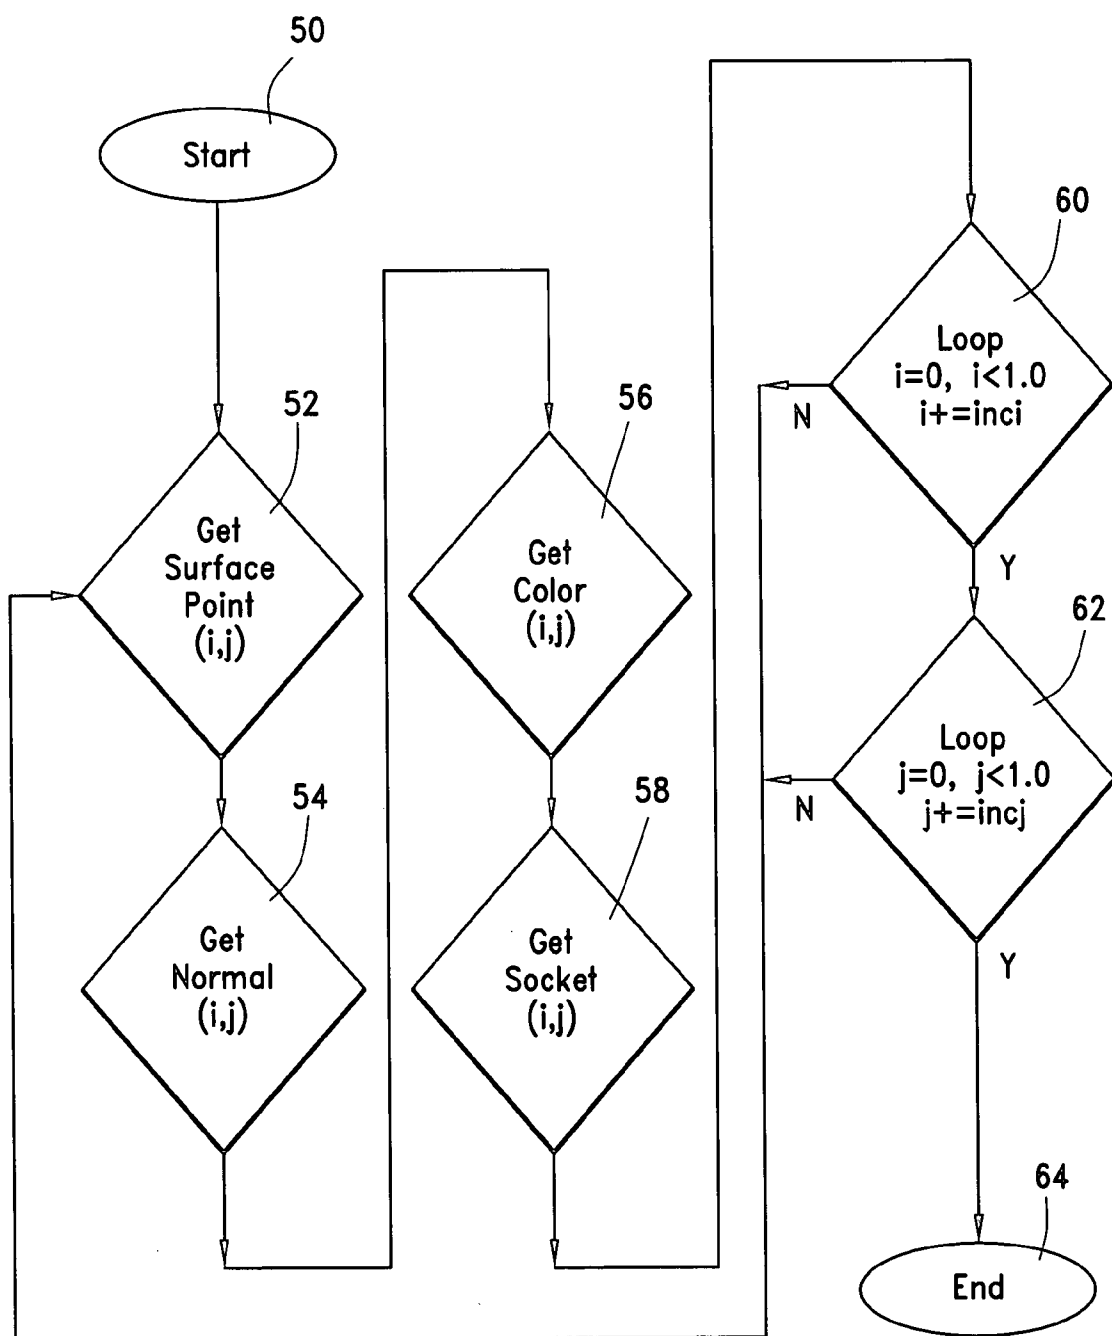 50
Start
52
Get
Surface
Point
(i,j)
54
Get
Normal
(i,j)
56
Get
Color
(i,j)
58
Get
Socket
(i,j)
60
Loop
i=0, i<1.0
i+=inci
N
Y
62
Loop
j=0, j<1.0
j+=incj
N
Y
64
End